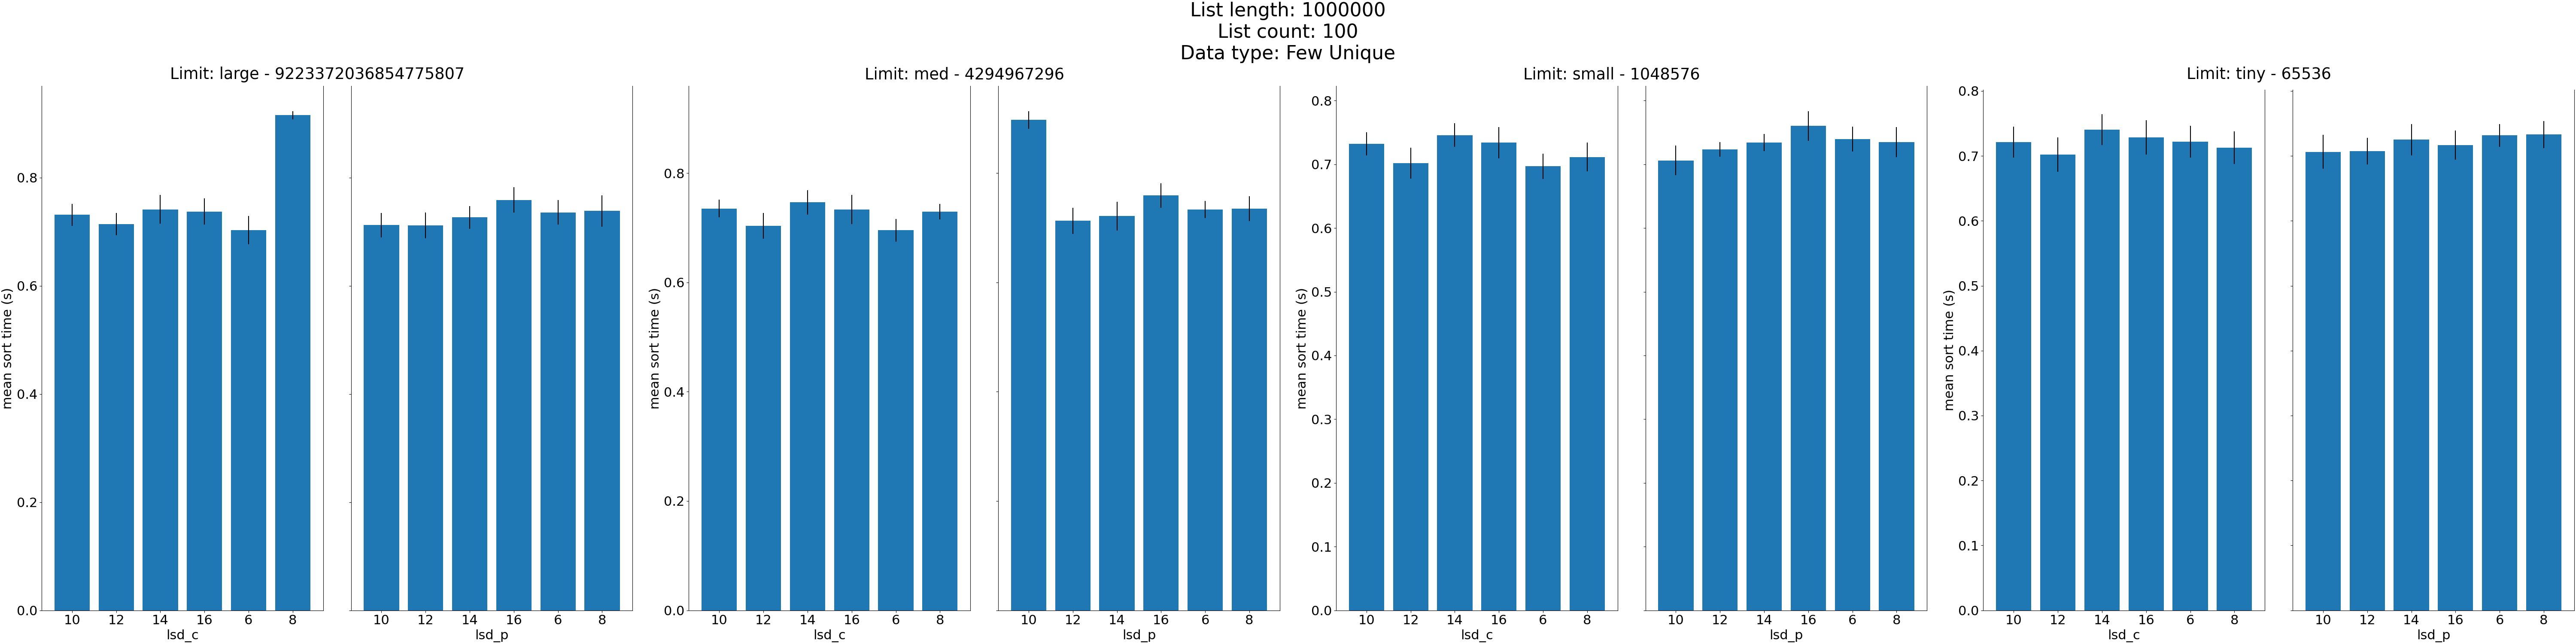 List length: 1000000
List count: 100
Data type: Few Unique
Limit: large - 9223372036854775807
Limit: med - 4294967296
Limit: small - 1048576
Limit: tiny - 65536
mean sort time (s)
0.8
0.6
0.4
0.2
0.0
10 12 14 16 6 8
lsd_c
10 12 14 16 6 8
lsd_p
mean sort time (s)
0.8
0.6
0.4
0.2
0.0
10 12 14 16 6 8
lsd_c
10 12 14 16 6 8
lsd_p
mean sort time (s)
0.8
0.7
0.6
0.5
0.4
0.3
0.2
0.1
0.0
10 12 14 16 6 8
lsd_c
10 12 14 16 6 8
lsd_p
mean sort time (s)
0.8
0.7
0.6
0.5
0.4
0.3
0.2
0.1
0.0
10 12 14 16 6 8
lsd_c
10 12 14 16 6 8
lsd_p